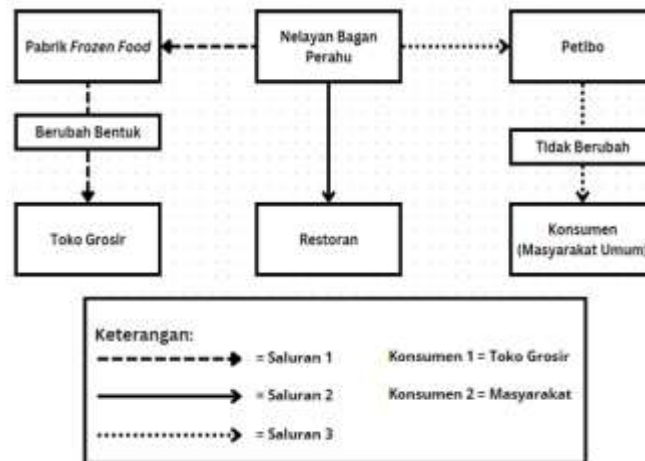 Pabrik Frozen Food
Nelayan Bagan
Perahu
Petibo
Berubah Bentuk
Tidak Berubah
Toko Grosir
Restoran
Konsumen
(Masyarakat Umum)
Keterangan:
= Saluran 1
Konsumen 1 = Toko Grosir
= Saluran 2
Konsumen 2 = Masyarakat
= Saluran 3